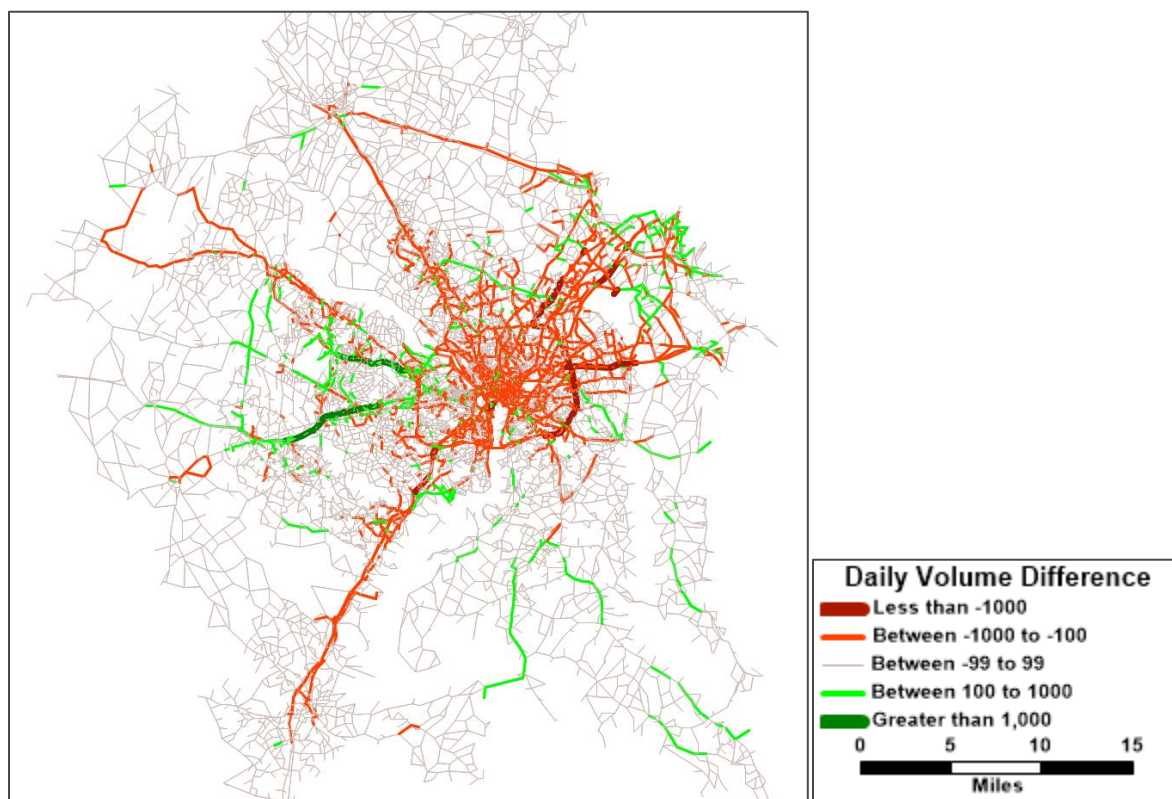 Daily Volume Difference
Less than -1000
Between -1000 to -100
Between -99 to 99
Between 100 to 1000
Greater than 1,000
0 5 10 15
Miles